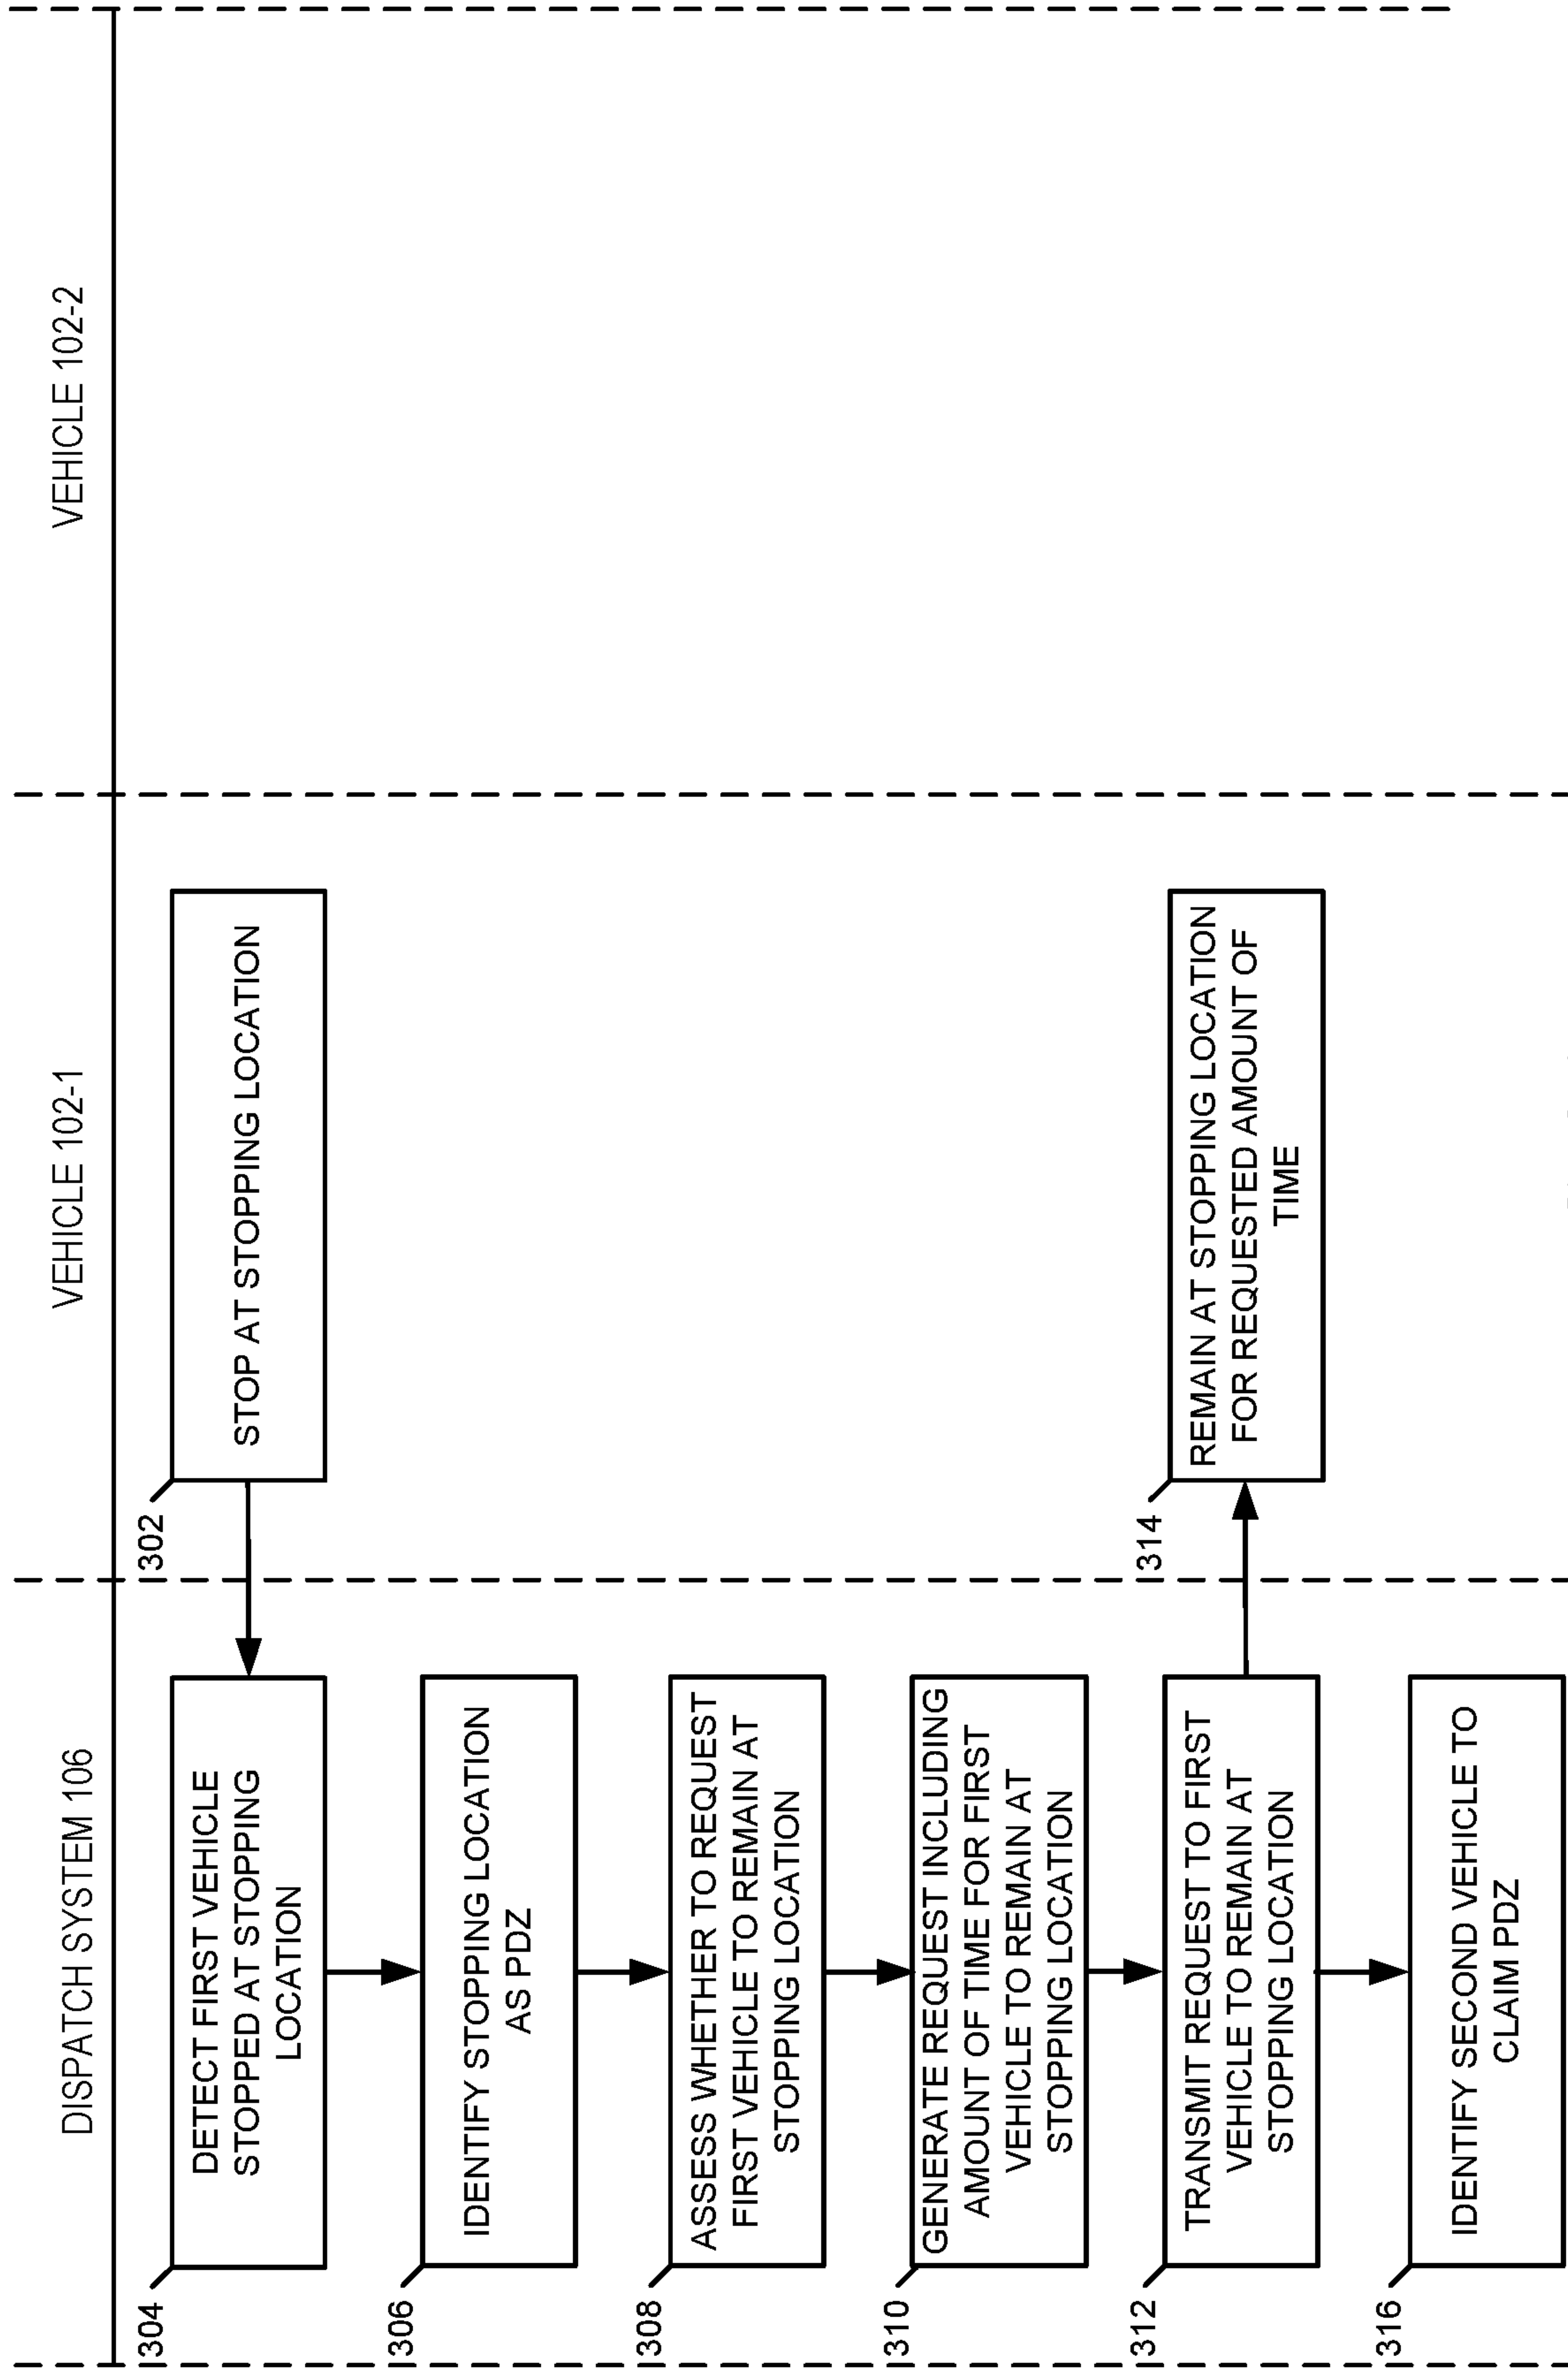 DISPATCH SYSTEM 106
VEHICLE 102-1
VEHICLE 102-2
302
STOP AT STOPPING LOCATION
304
DETECT FIRST VEHICLE
STOPPED AT STOPPING
LOCATION
306
IDENTIFY STOPPING LOCATION
AS PDZ
308
ASSESS WHETHER TO REQUEST
FIRST VEHICLE TO REMAIN AT
STOPPING LOCATION
310
GENERATE REQUEST INCLUDING
AMOUNT OF TIME FOR FIRST
VEHICLE TO REMAIN AT
STOPPING LOCATION
312
TRANSMIT REQUEST TO FIRST
VEHICLE TO REMAIN AT
STOPPING LOCATION
314
REMAIN AT STOPPING LOCATION
FOR REQUESTED AMOUNT OF
TIME
316
IDENTIFY SECOND VEHICLE TO
CLAIM PDZ